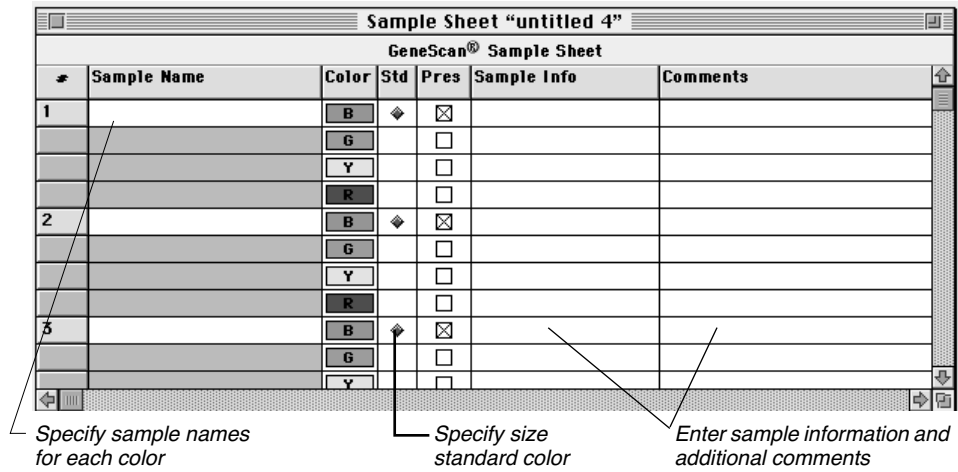 Sample Sheet “untitled 4”
GeneScan® Sample Sheet
# Sample Name Color Std Pres Sample Info Comments
1 B
G
Y
R
2 B
G
Y
R
3 B
G
Y
Specify sample names
for each color
Specify size
standard color
Enter sample information and
additional comments